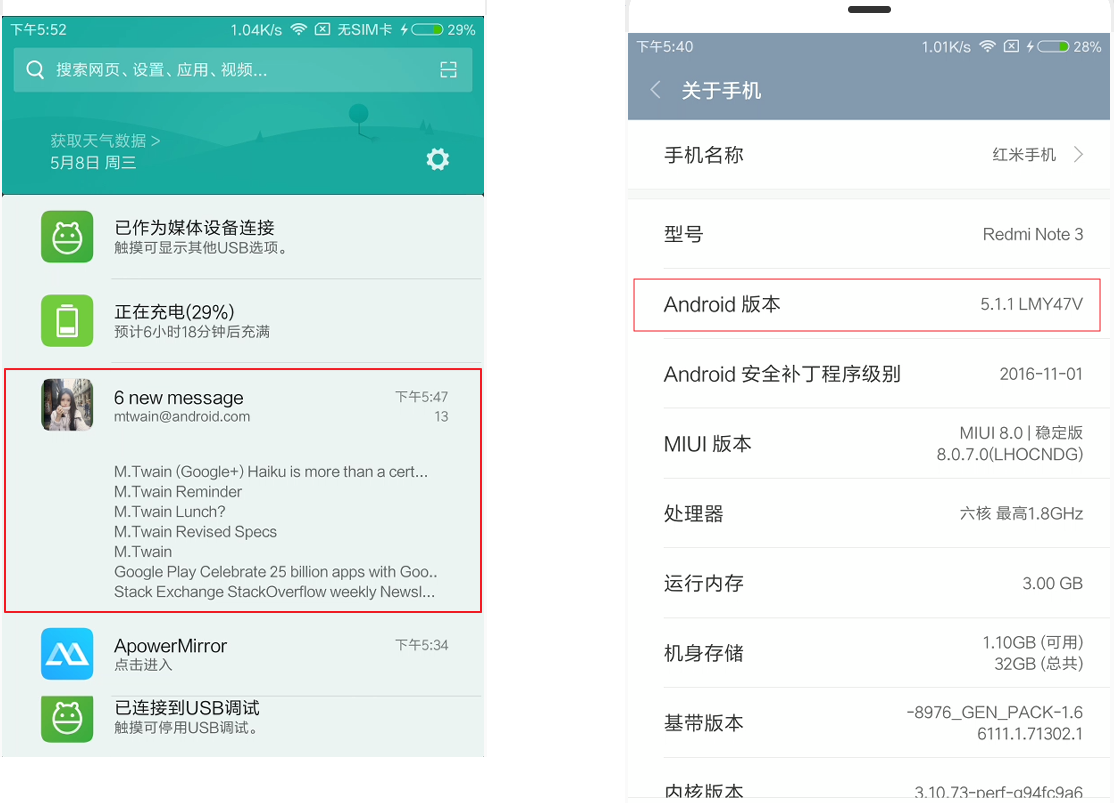 下午5:52
1.04K/s 无SIM卡 29%
搜索网页、设置、应用、视频...
获取天气数据 >
5月8日 周三
已作为媒体设备连接
触摸可显示其他USB选项。
正在充电(29%)
预计6小时18分钟后充满
6 new message 下午5:47
mtwain@android.com 13
M.Twain (Google+) Haiku is more than a cert...
M.Twain Reminder
M.Twain Lunch?
M.Twain Revised Specs
M.Twain
Google Play Celebrate 25 billion apps with Goo..
Stack Exchange StackOverflow weekly Newsl...
ApowerMirror 下午5:34
点击进入
已连接到USB调试
触摸可停用USB调试。
下午5:40 1.01K/s 28%
关于手机
手机名称 红米手机
型号 Redmi Note 3
Android 版本 5.1.1 LMY47V
Android 安全补丁程序级别 2016-11-01
MIUI 版本 MIUI 8.0 | 稳定版
8.0.7.0(LHOCNDG)
处理器 六核 最高1.8GHz
运行内存 3.00 GB
机身存储 1.10GB (可用)
32GB (总共)
基带版本 -8976_GEN_PACK-1.6
6111.1.71302.1
内核版本 3.10.73-perf-g94fc9a6